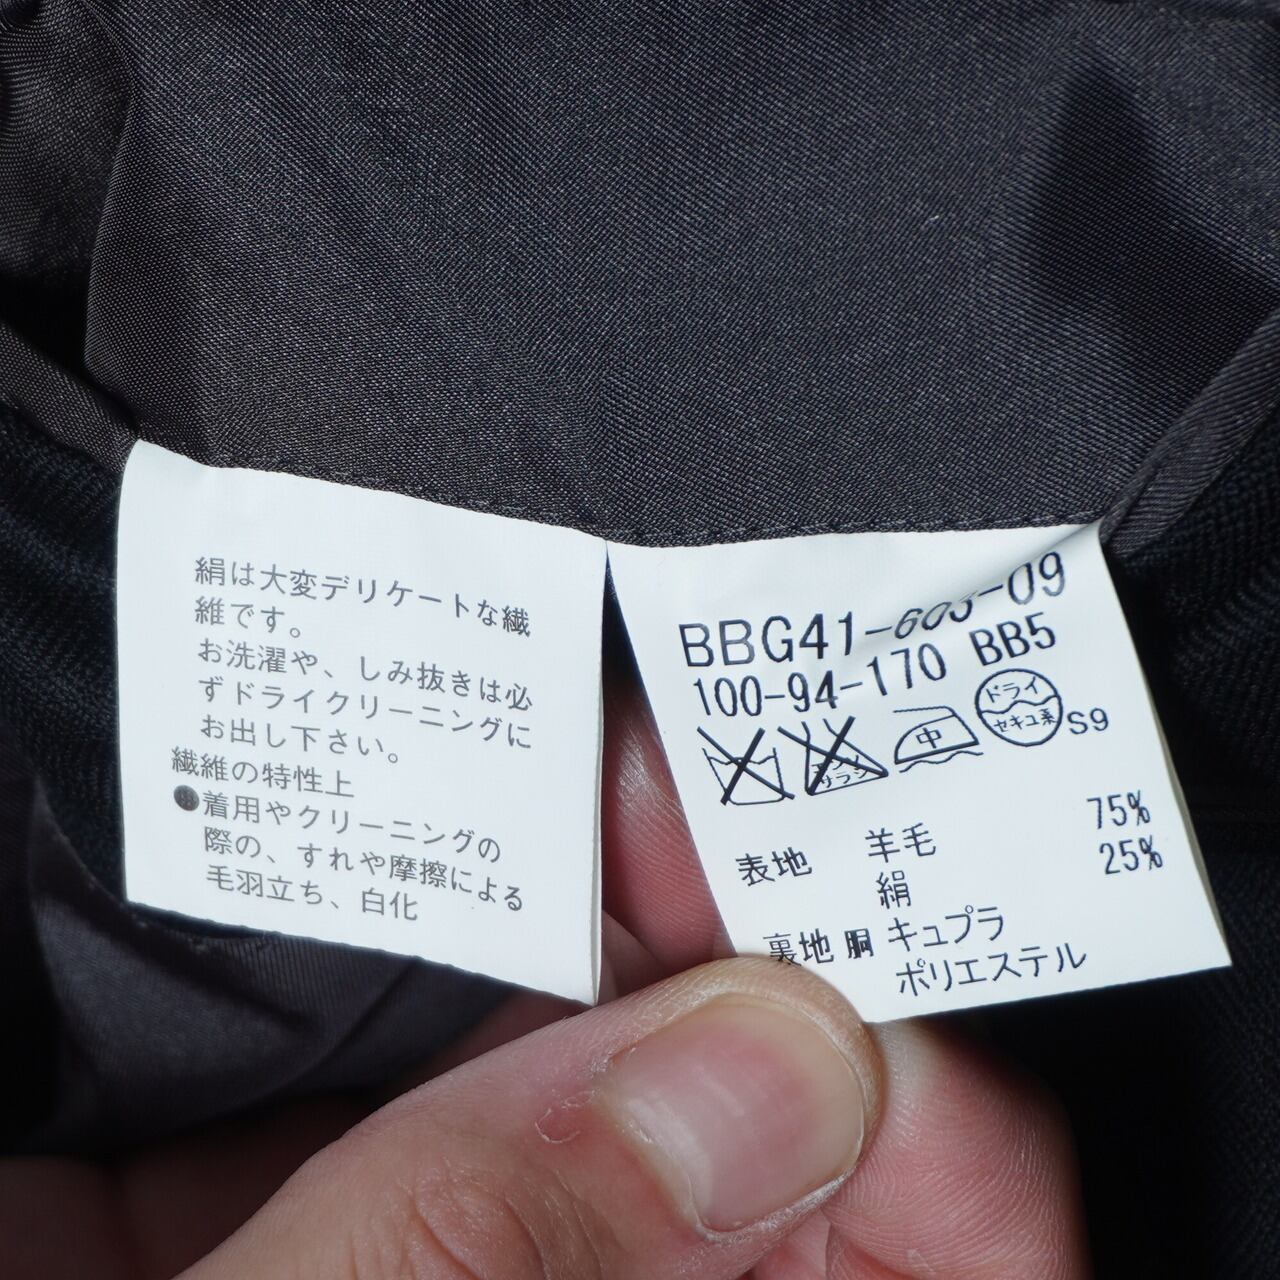 絹は大変デリケートな繊
維です。
お洗濯や、しみ抜きは必
ずドライクリーニングに
お出し下さい。
繊維の特性上
●着用やクリーニングの
際の、すれや摩擦による
毛羽立ち、白化
BBG41-603-09
100-94-170 BB5
中
ドライ
セキユ系
S9
サラシ
表地 羊毛 75%
絹 25%
裏地 胴 キュプラ
ポリエステル